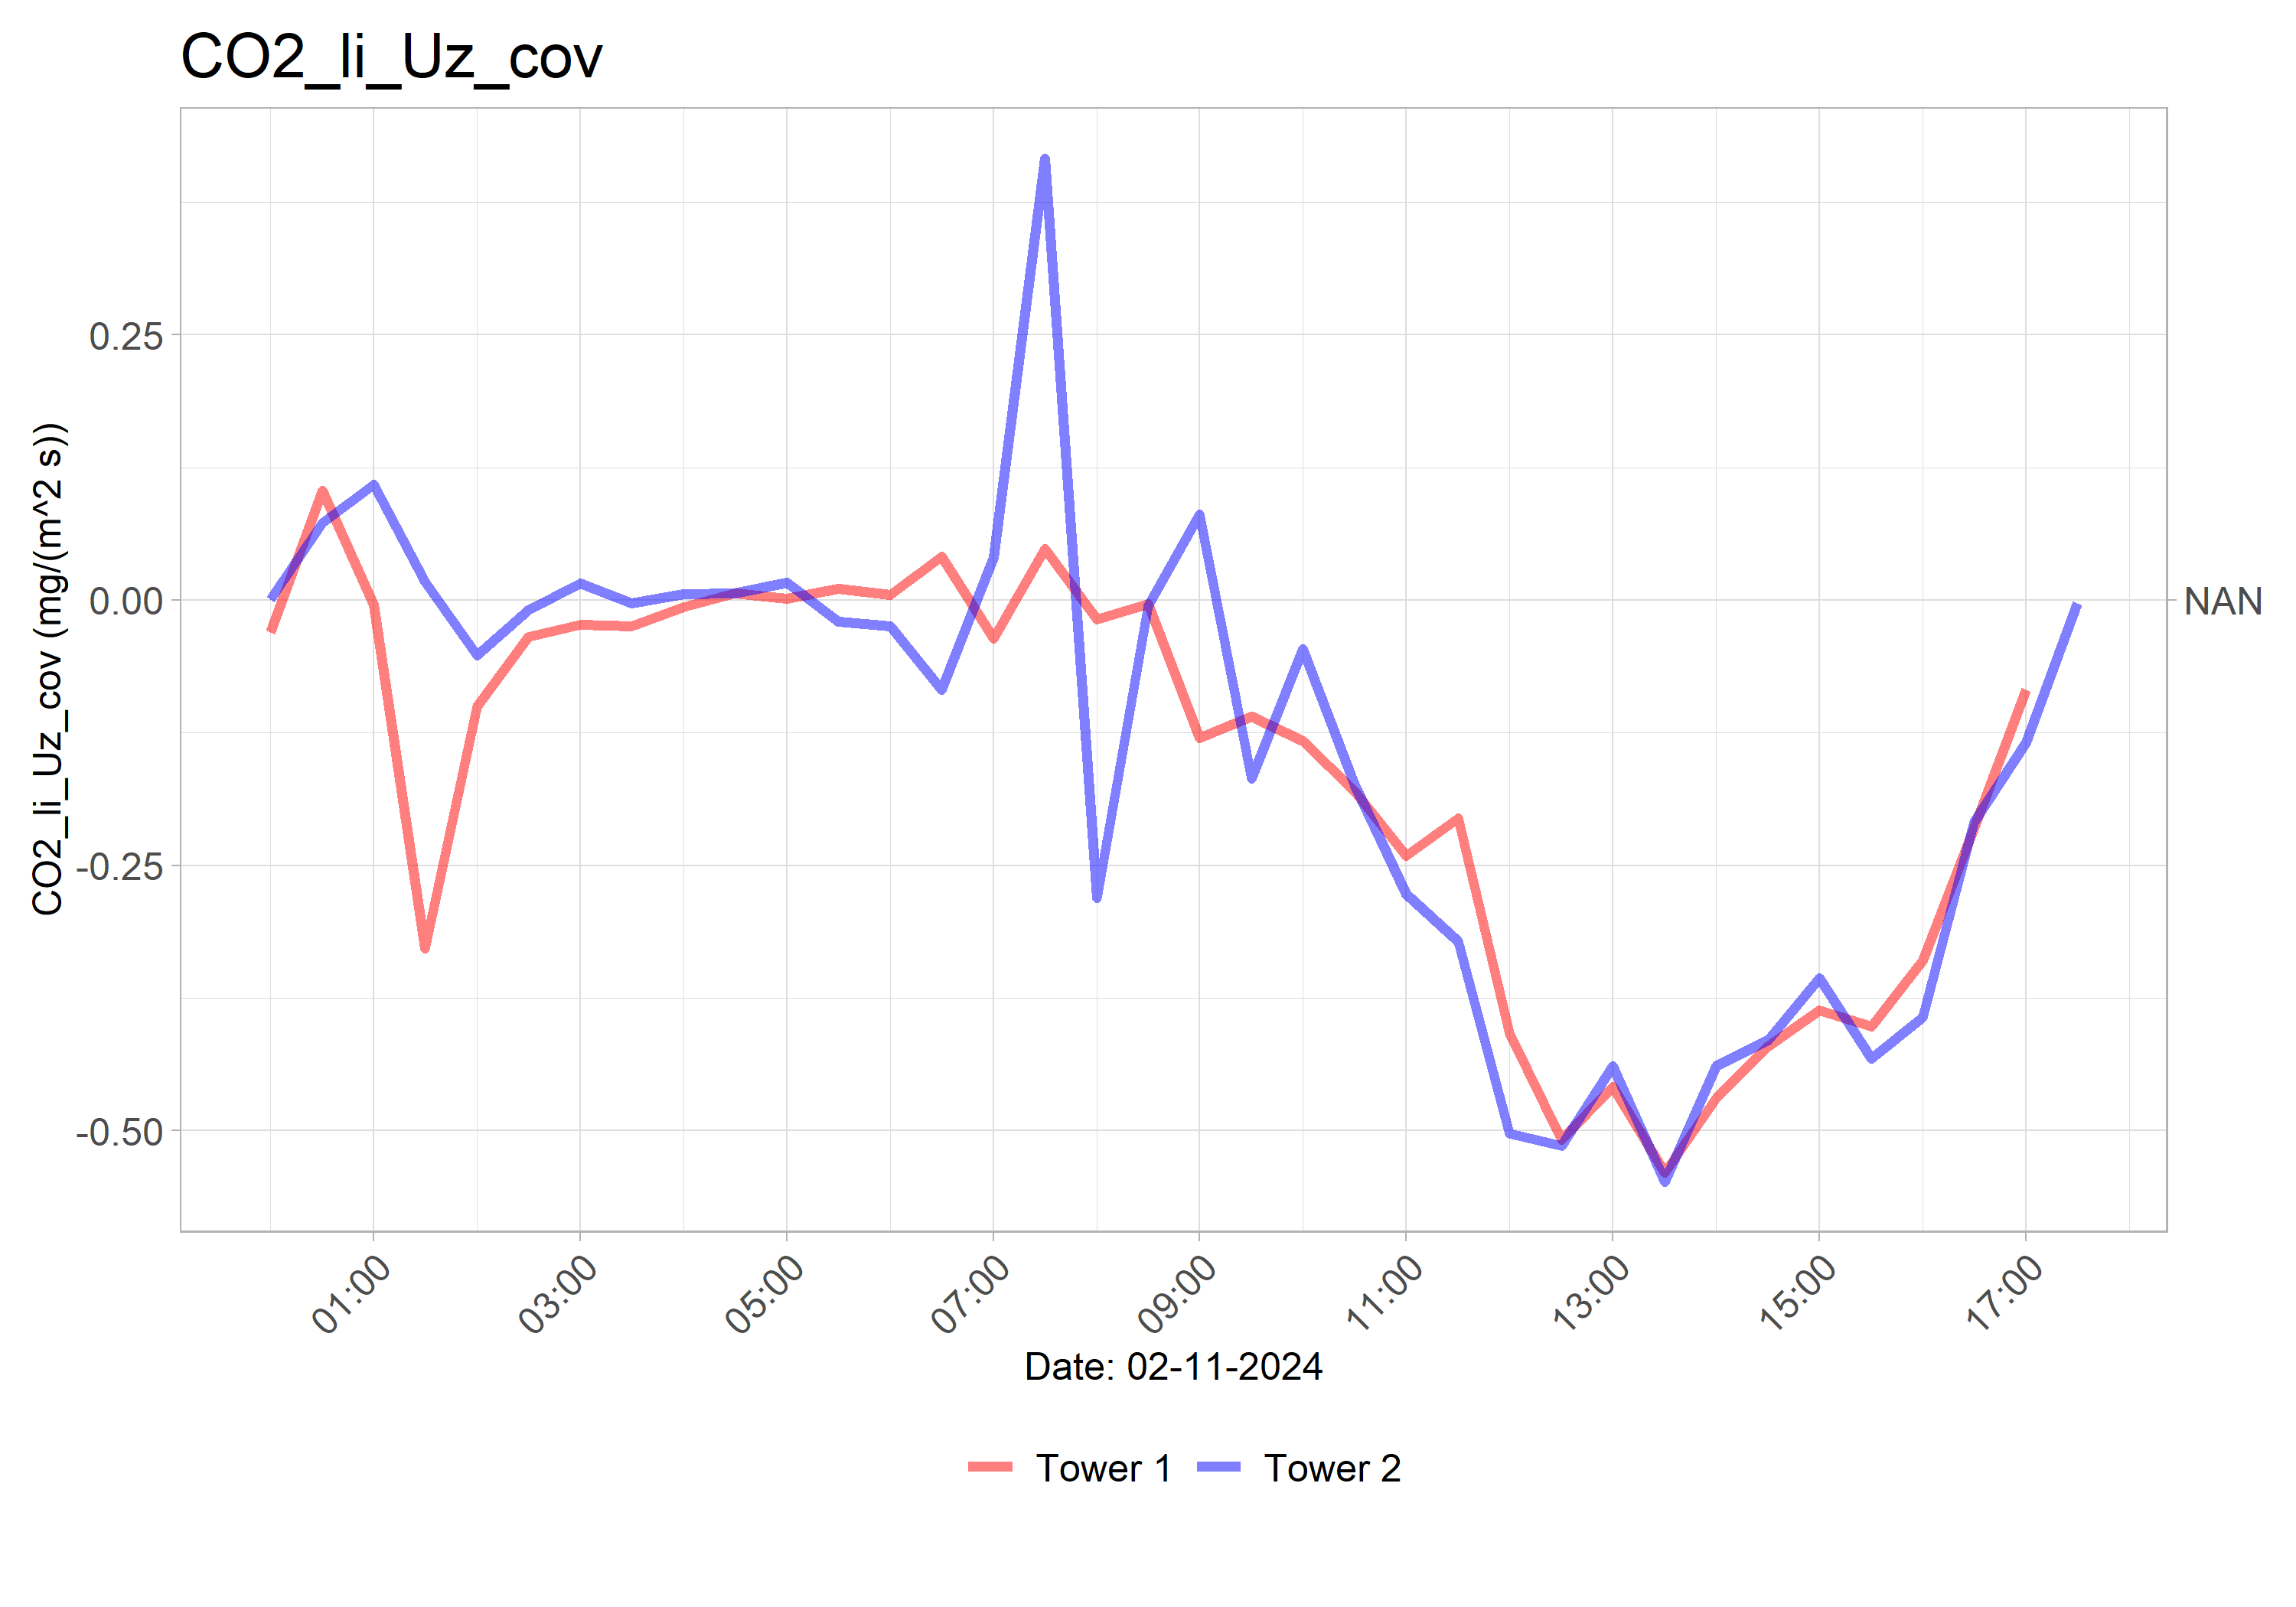 CO2_li_Uz_cov
CO2_li_Uz_cov (mg/(m^2 s))
0.25
0.00
-0.25
-0.50
NAN
01:00
03:00
05:00
07:00
09:00
11:00
13:00
15:00
17:00
Date: 02-11-2024
Tower 1
Tower 2